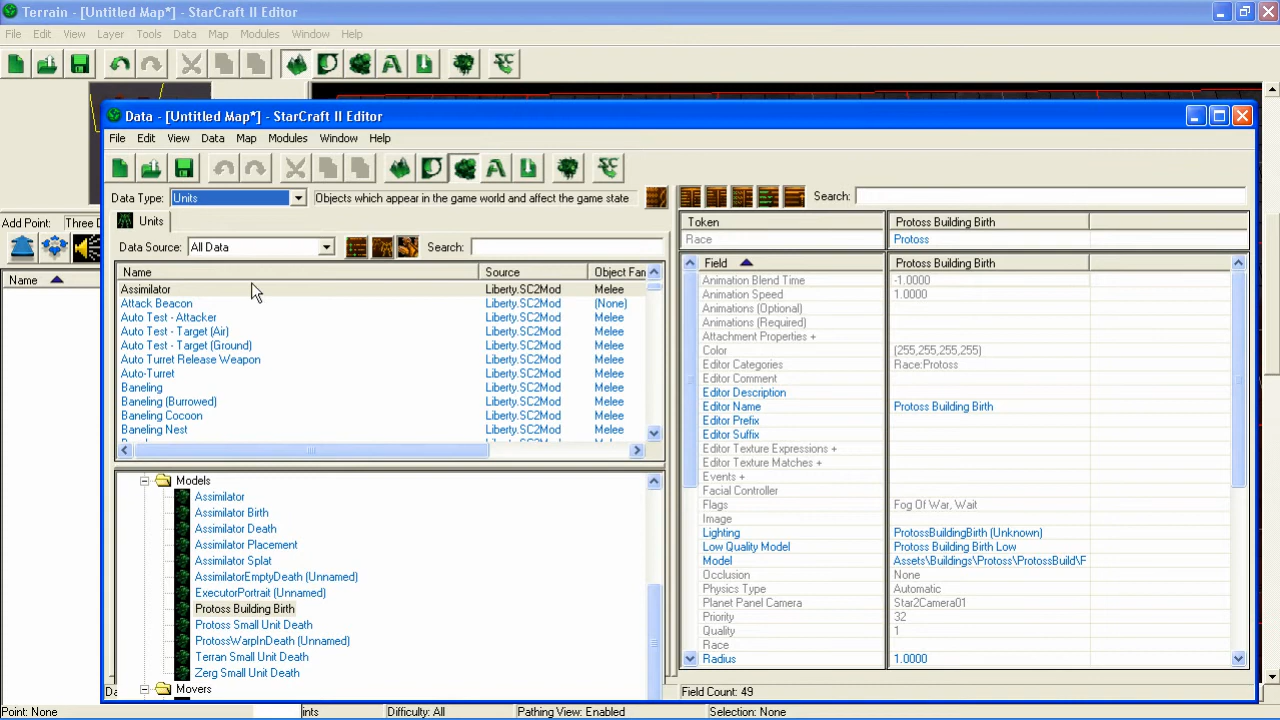 Terrain - [Untitled Map*] - StarCraft II Editor
File Edit View Layer Tools Data Map Modules Window Help
Data - [Untitled Map*] - StarCraft II Editor
File Edit View Data Map Modules Window Help
Data Type: Units Objects which appear in the game world and affect the game state Search:
Add Point: Three D
Units
Token Protoss Building Birth
Race Protoss
Data Source: All Data Search:
Name
Name Source Object Fan
Assimilator Liberty.SC2Mod Melee
Attack Beacon Liberty.SC2Mod (None)
Auto Test - Attacker Liberty.SC2Mod Melee
Auto Test - Target (Air) Liberty.SC2Mod Melee
Auto Test - Target (Ground) Liberty.SC2Mod Melee
Auto Turret Release Weapon Liberty.SC2Mod Melee
Auto-Turret Liberty.SC2Mod Melee
Baneling Liberty.SC2Mod Melee
Baneling (Burrowed) Liberty.SC2Mod Melee
Baneling Cocoon Liberty.SC2Mod Melee
Baneling Nest Liberty.SC2Mod Melee
Models
Assimilator
Assimilator Birth
Assimilator Death
Assimilator Placement
Assimilator Splat
AssimilatorEmptyDeath (Unnamed)
ExecutorPortrait (Unnamed)
Protoss Building Birth
Protoss Small Unit Death
ProtossWarpInDeath (Unnamed)
Terran Small Unit Death
Zerg Small Unit Death
Movers
Field Protoss Building Birth
Animation Blend Time -1.0000
Animation Speed 1.0000
Animations (Optional)
Animations (Required)
Attachment Properties +
Color (255,255,255,255)
Editor Categories Race:Protoss
Editor Comment
Editor Description
Editor Name Protoss Building Birth
Editor Prefix
Editor Suffix
Editor Texture Expressions +
Editor Texture Matches +
Events +
Facial Controller
Flags Fog Of War, Wait
Image
Lighting ProtossBuildingBirth (Unknown)
Low Quality Model Protoss Building Birth Low
Model Assets\Buildings\Protoss\ProtossBuild\F
Occlusion None
Physics Type Automatic
Planet Panel Camera Star2Camera01
Priority 32
Quality 1
Race
Radius 1.0000
Field Count: 49
Point: None ints Difficulty: All Pathing View: Enabled Selection: None